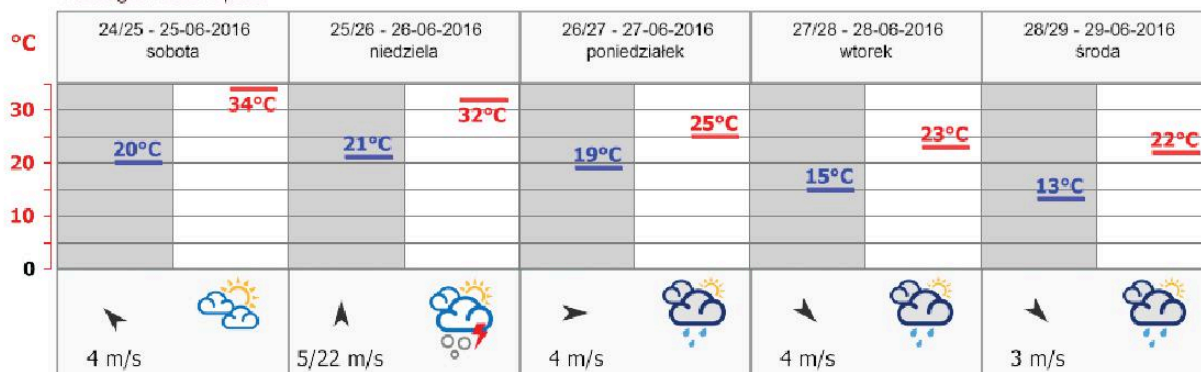 °C
24/25 - 25-06-2016
sobota
25/26 - 26-06-2016
niedziela
26/27 - 27-06-2016
poniedziałek
27/28 - 28-06-2016
wtorek
28/29 - 29-06-2016
środa
30
20
10
0
20°C
34°C
21°C
32°C
19°C
25°C
15°C
23°C
13°C
22°C
4 m/s
5/22 m/s
4 m/s
4 m/s
3 m/s